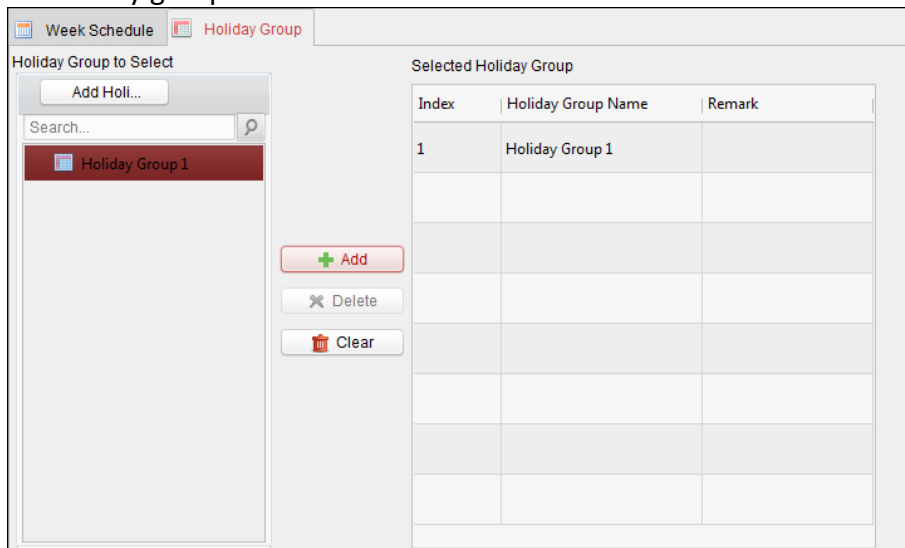 Week Schedule Holiday Group
Holiday Group to Select
Add Holi...
Search...
Holiday Group 1
Add
Delete
Clear
Selected Holiday Group
Index Holiday Group Name Remark
1 Holiday Group 1